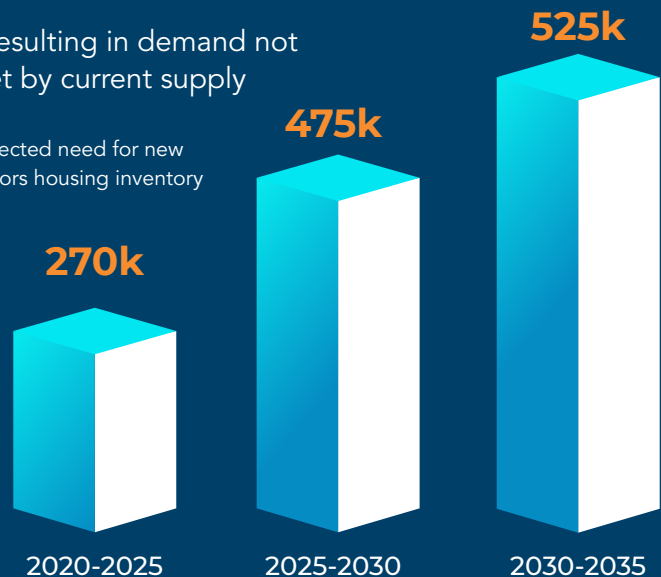 esulting in demand not
t by current supply
ected need for new
ors housing inventory
525k
475k
270k
2020-2025
2025-2030
2030-2035